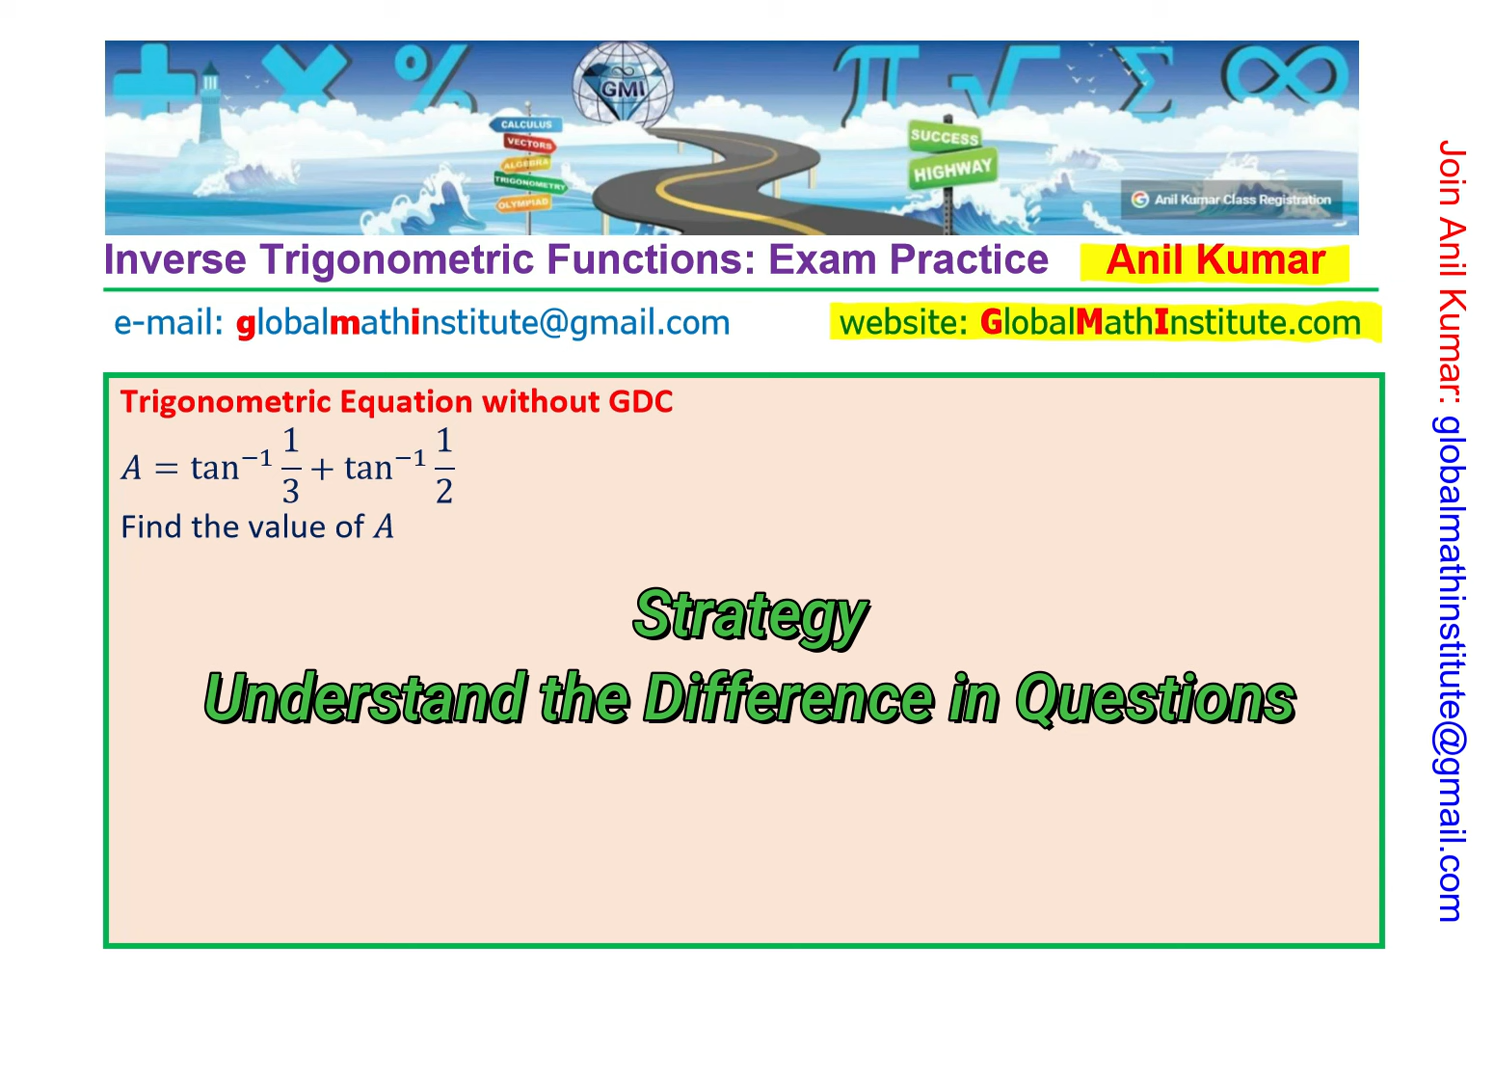 GMI
CALCULUS
VECTORS
ALGEBRA
TRIGONOMETRY
OLYMPIAD
SUCCESS
HIGHWAY
Anil Kumar Class Registration
Inverse Trigonometric Functions: Exam Practice Anil Kumar
e-mail: globalmathinstitute@gmail.com website: GlobalMathInstitute.com
Trigonometric Equation without GDC
A = tan⁻¹ 1/3 + tan⁻¹ 1/2
Find the value of A
Strategy
Understand the Difference in Questions
Join Anil Kumar: globalmathinstitute@gmail.com